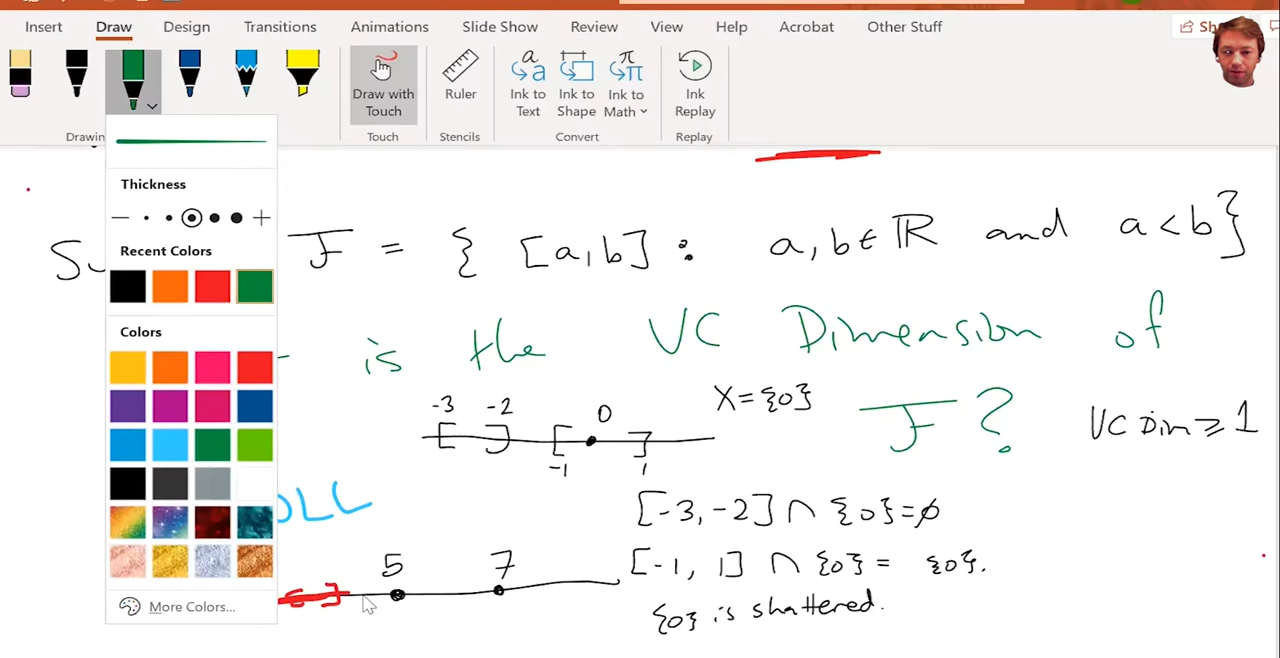 Insert Draw Design Transitions Animations Slide Show Review View Help Acrobat Other Stuff
Draw with Touch
Ruler
Ink to Text
Ink to Shape
Ink to Math
Ink Replay
Touch Stencils Convert Replay
Thickness
Recent Colors
Colors
More Colors...
F = { [a,b] : a,b ∈ ℝ and a < b }
is the VC Dimension of
F?
-3 -2 0
-1 1
X = {0}
VC Dim ≥ 1
[-3, -2] ∩ {0} = ∅
[-1, 1] ∩ {0} = {0}.
{0} is shattered.
5 7